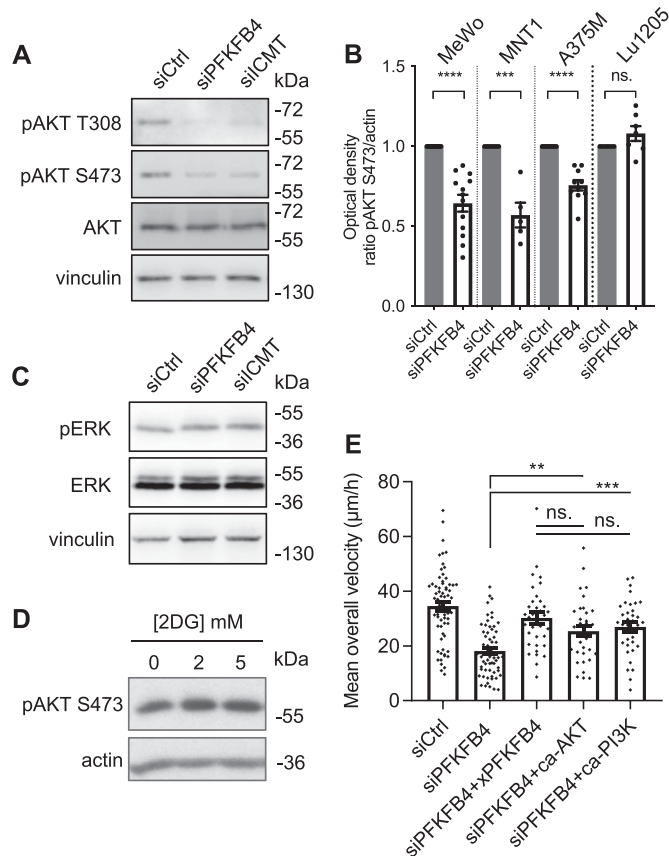 A
siCtrl
siPFKFB4
siICMT
kDa
pAKT T308
-72
-55
pAKT S473
-72
-55
AKT
-72
-55
vinculin
-130
B
MeWo
MNT1
A375M
Lu1205
****
***
****
ns.
Optical density
ratio pAKT S473/actin
1.5
1.0
0.5
0.0
siCtrl
siPFKFB4
siCtrl
siPFKFB4
siCtrl
siPFKFB4
siCtrl
siPFKFB4
C
siCtrl
siPFKFB4
siICMT
kDa
pERK
-55
-36
ERK
-55
-36
vinculin
-130
D
[2DG] mM
0 2 5
kDa
pAKT S473
-55
actin
-36
E
Mean overall velocity (µm/h)
80
60
40
20
0
**
***
ns.
ns.
siCtrl
siPFKFB4
siPFKFB4+xPFKFB4
siPFKFB4+ca-AKT
siPFKFB4+ca-PI3K